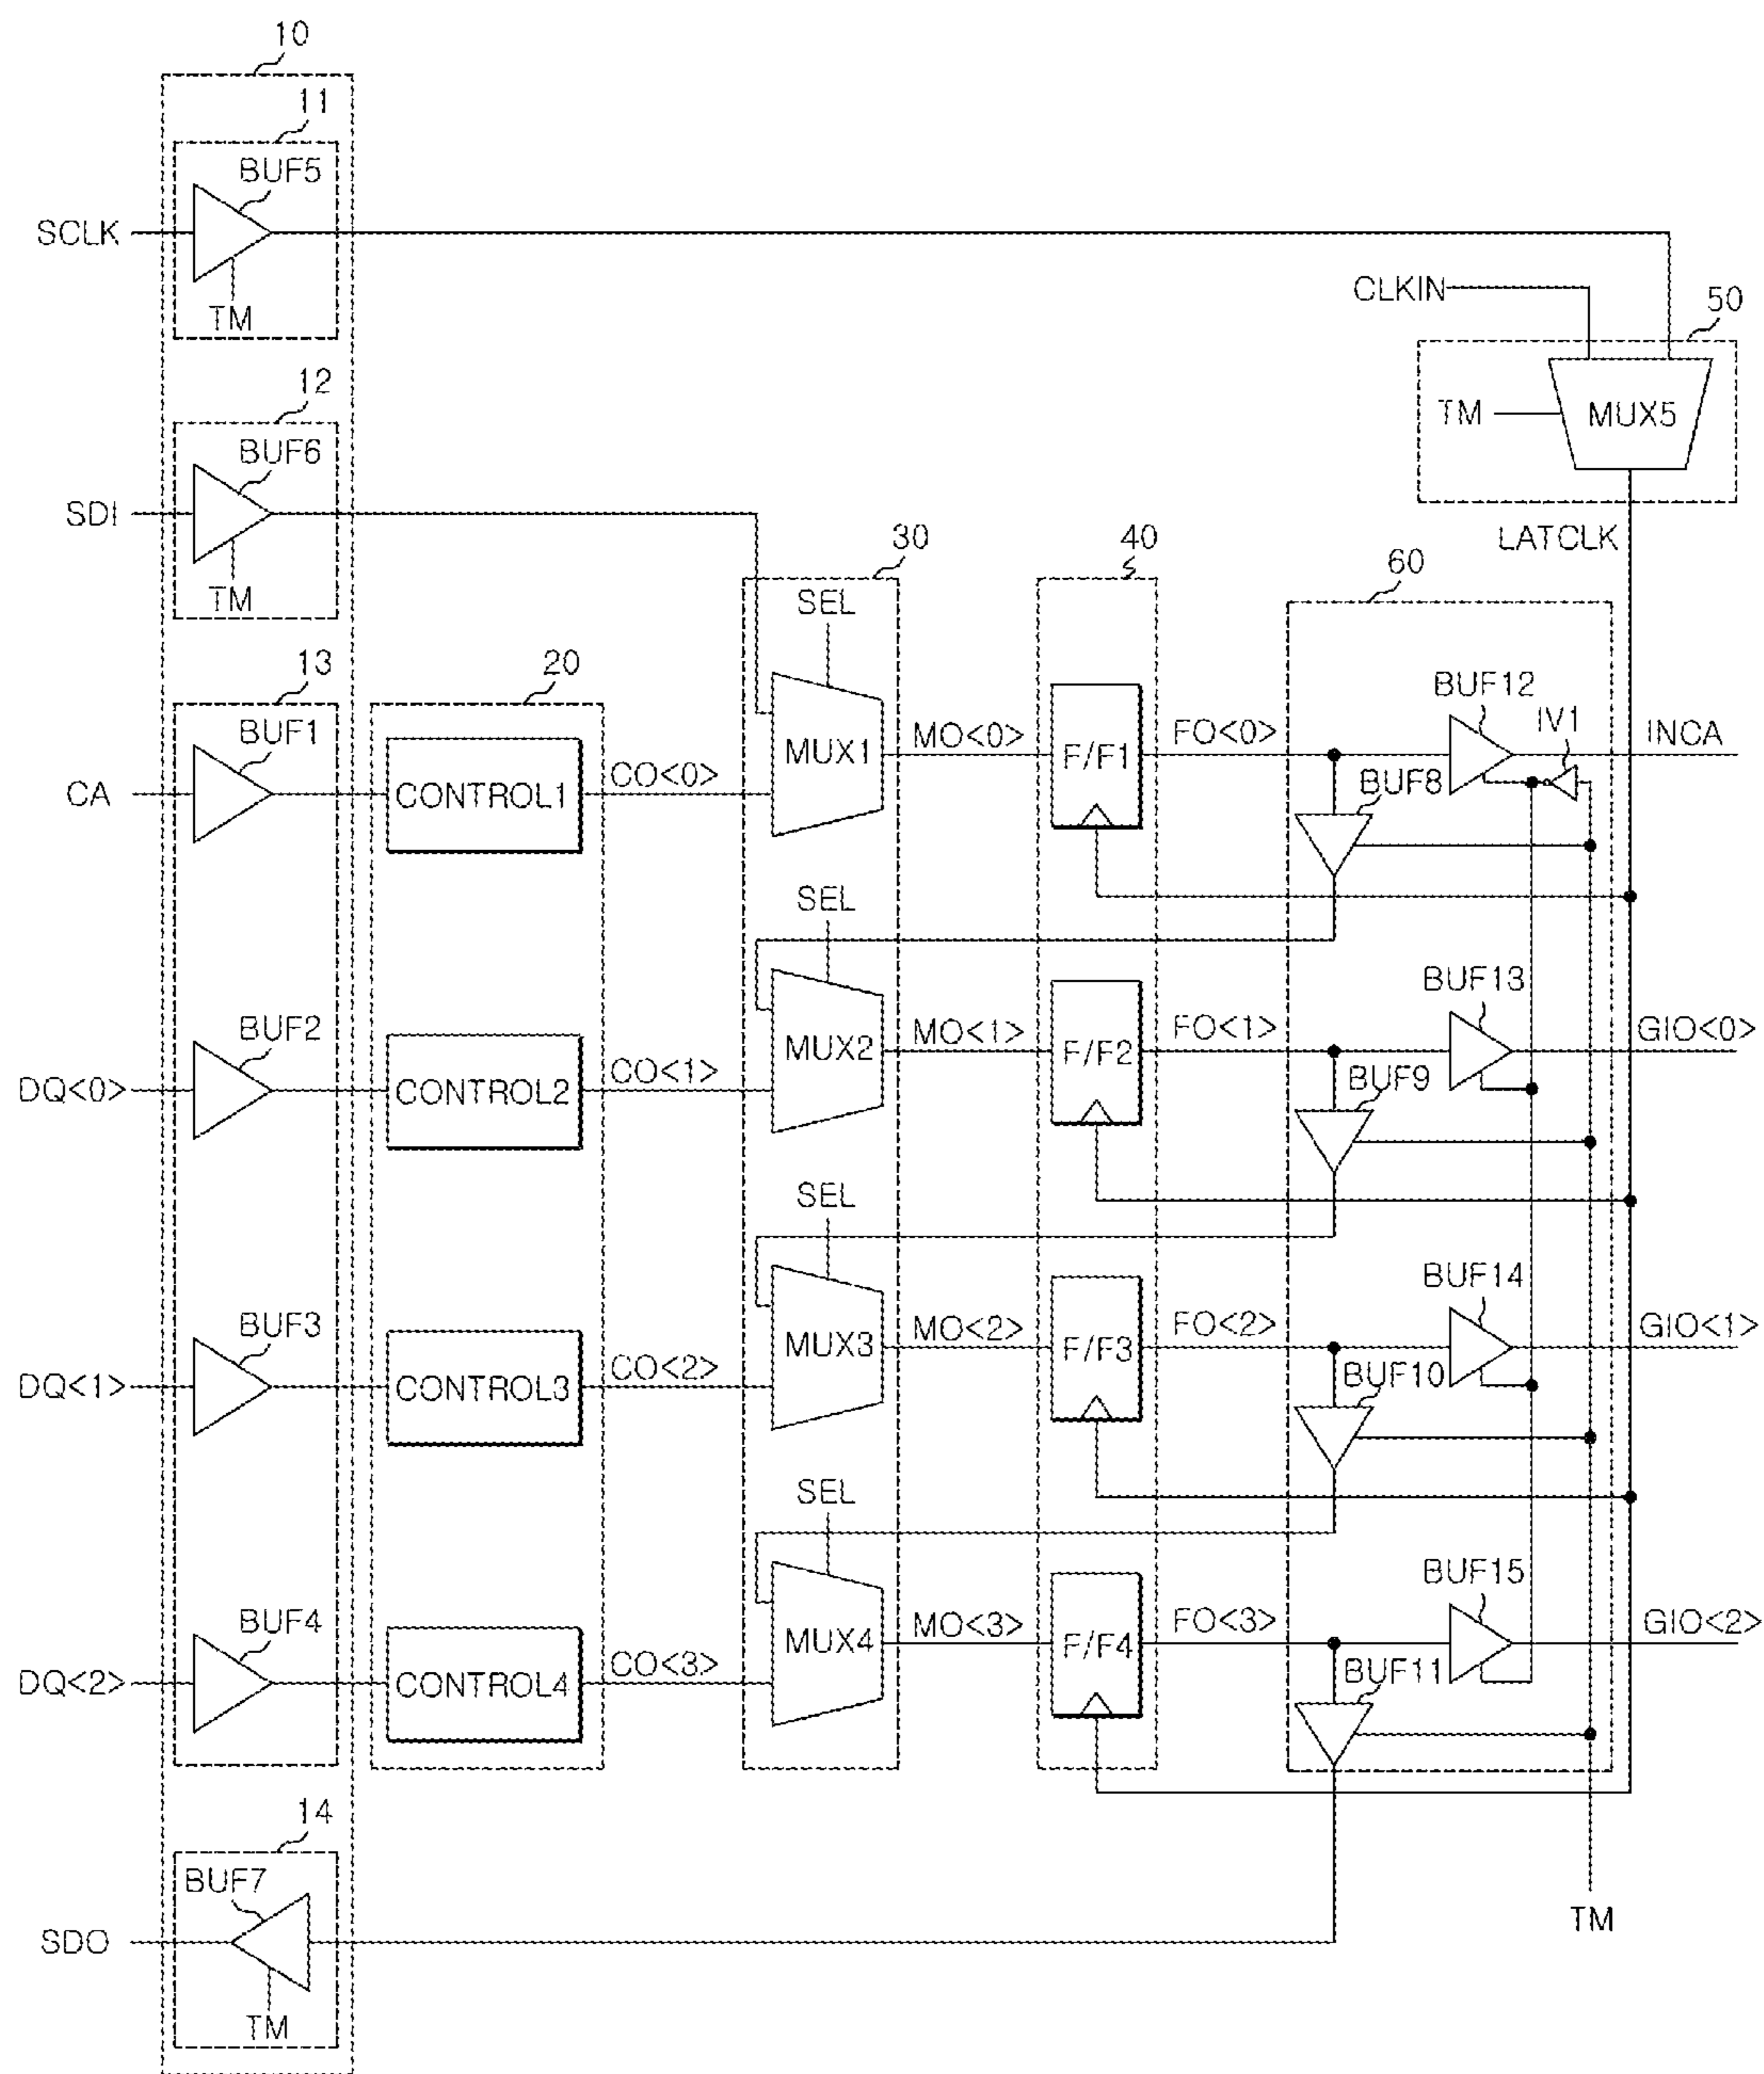 10
11
BUF5
SCLK
TM
CLKIN
50
TM
MUX5
LATCLK
12
BUF6
SDI
TM
30
40
60
SEL
13
20
BUF1
CA
CONTROL1
CO<0>
MUX1
MO<0>
F/F1
FO<0>
BUF12
IV1
INCA
BUF8
SEL
BUF2
DQ<0>
CONTROL2
CO<1>
MUX2
MO<1>
F/F2
FO<1>
BUF13
GIO<0>
BUF9
SEL
BUF3
DQ<1>
CONTROL3
CO<2>
MUX3
MO<2>
F/F3
FO<2>
BUF14
GIO<1>
BUF10
SEL
BUF4
DQ<2>
CONTROL4
CO<3>
MUX4
MO<3>
F/F4
FO<3>
BUF15
GIO<2>
BUF11
14
BUF7
SDO
TM
TM